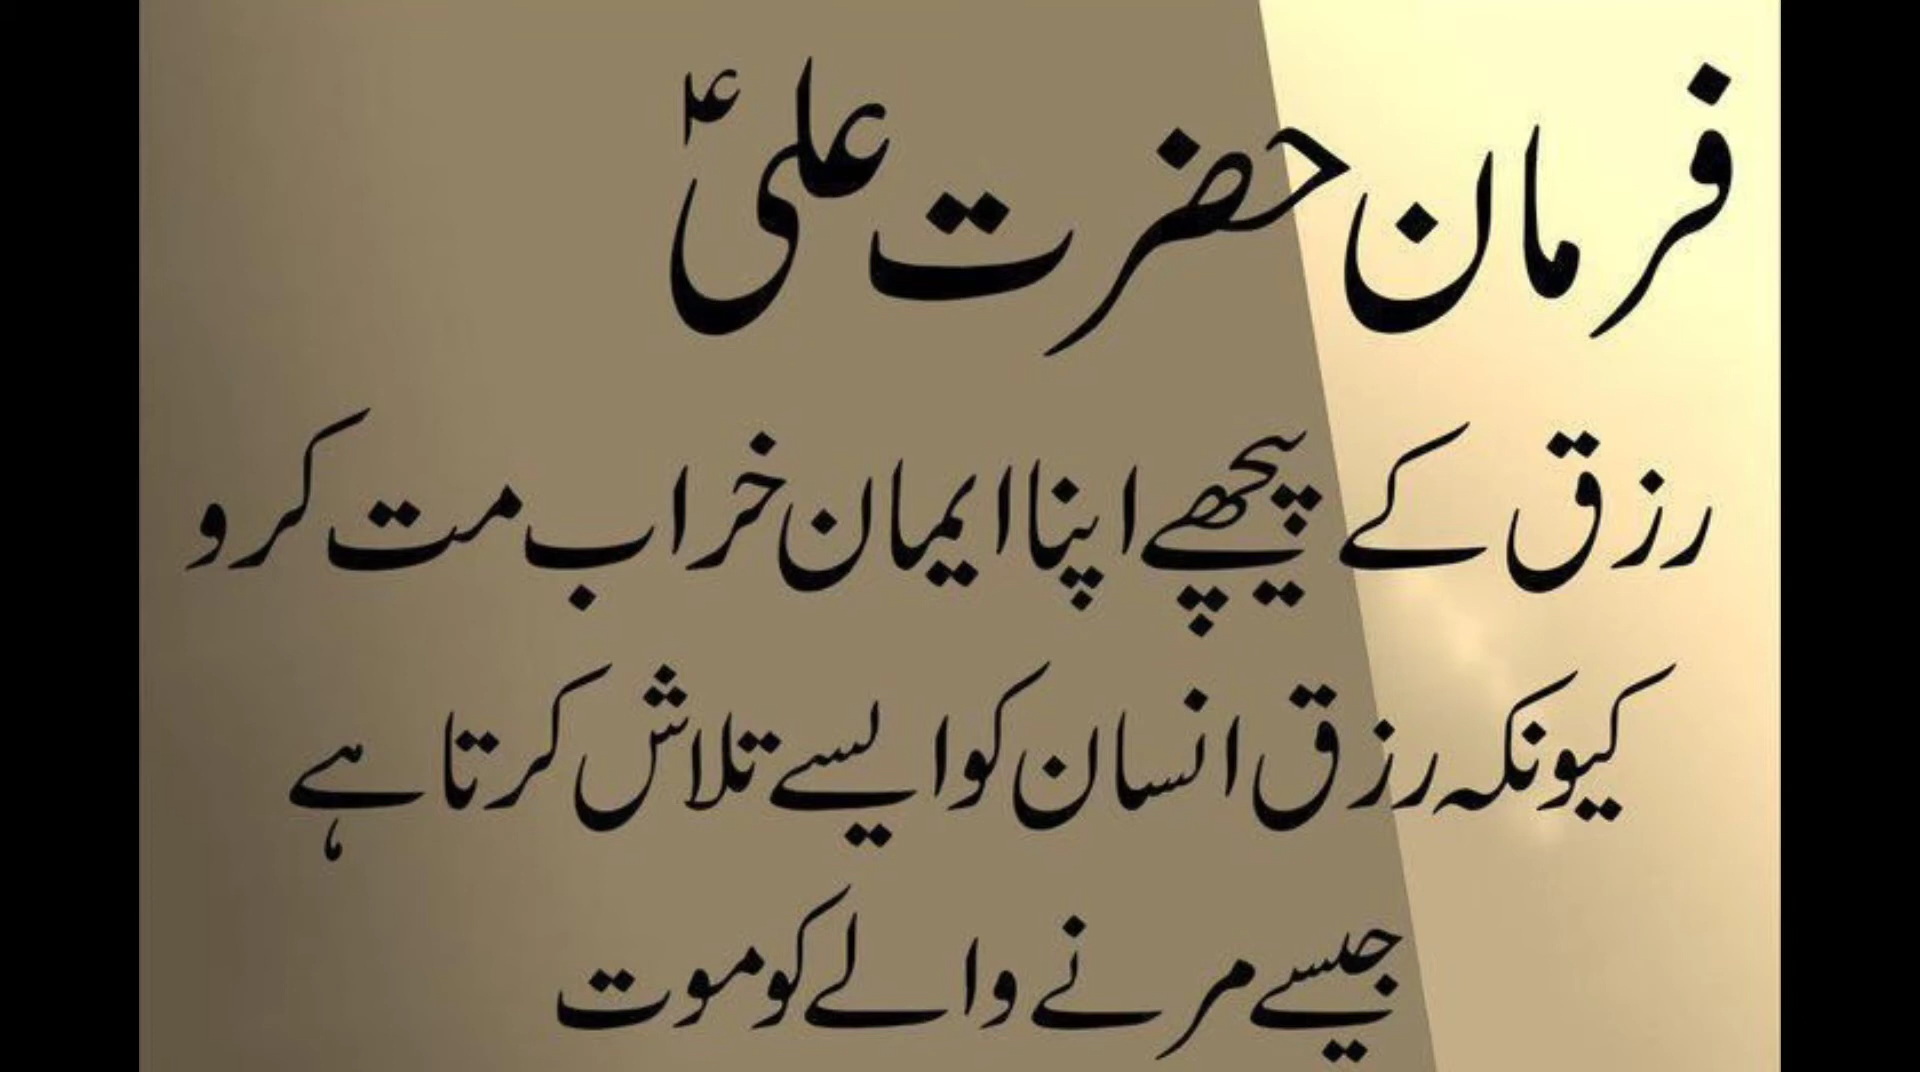 فرمان حضرت علیؑ
رزق کے پیچھے اپنا ایمان خراب مت کرو
کیونکہ رزق انسان کو ایسے تلاش کرتا ہے
جیسے مرنے والے کو موت